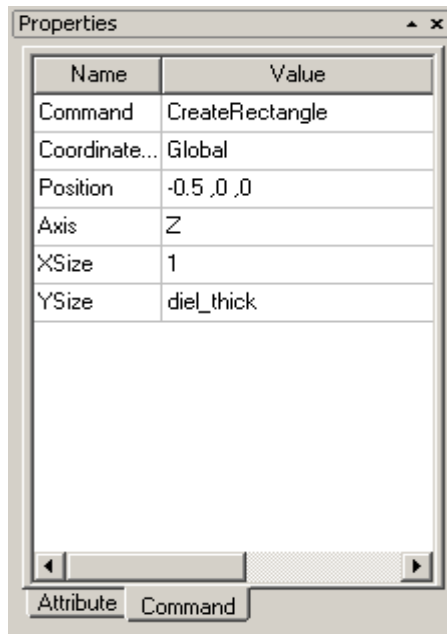 Properties
Name Value
Command CreateRectangle
Coordinate... Global
Position -0.5 ,0 ,0
Axis Z
XSize 1
YSize diel_thick
Attribute Command